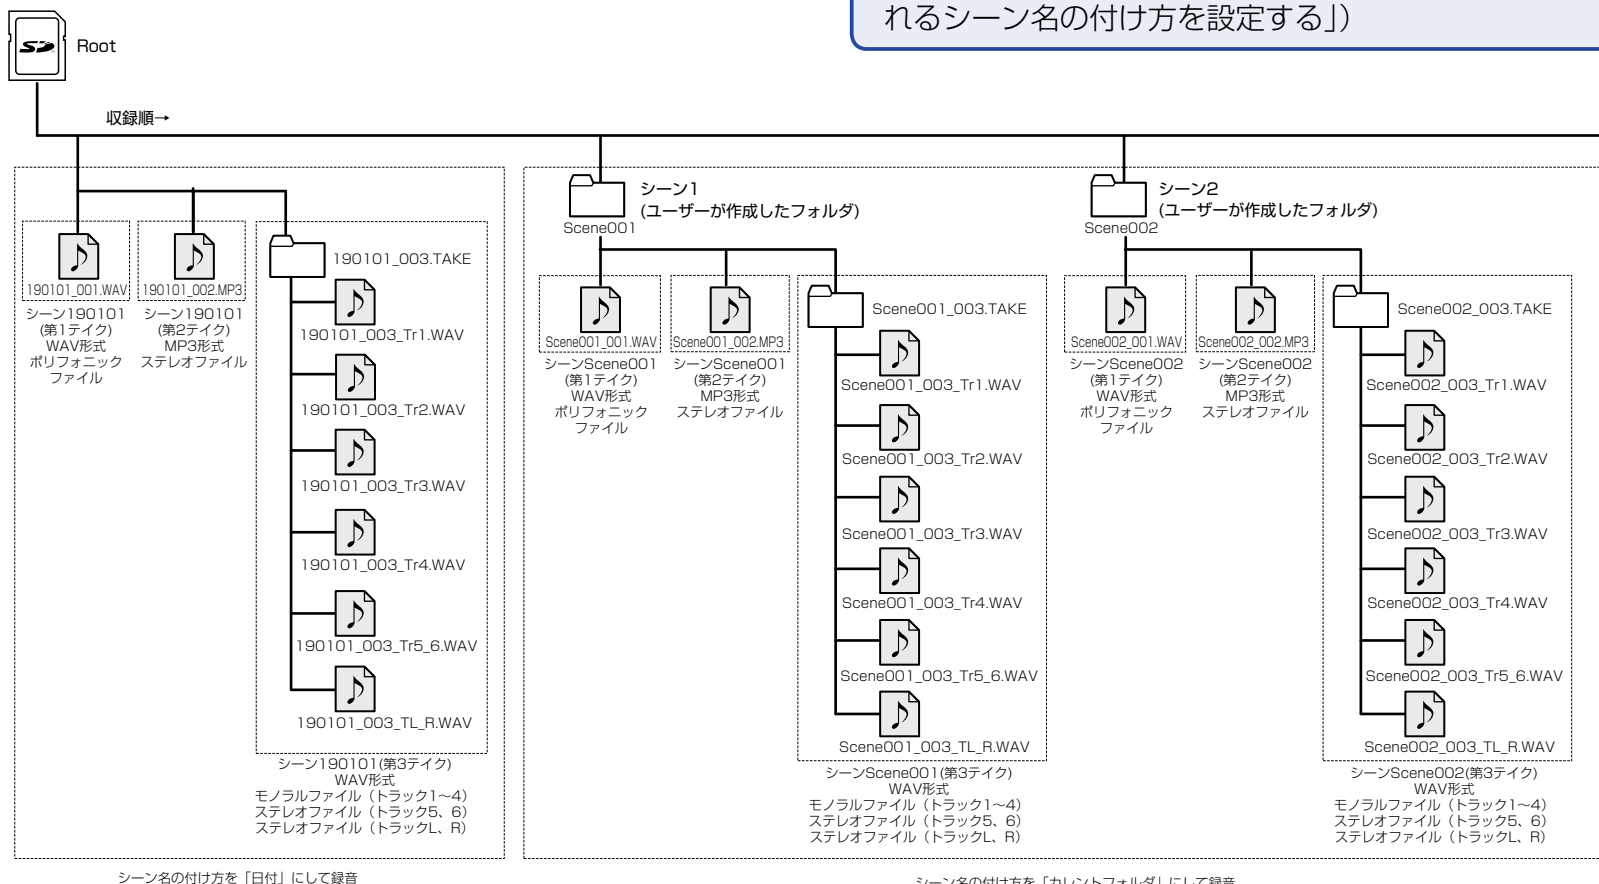 れるシーン名の付け方を設定する」)
Root
収録順→
190101_001.WAV
シーン190101
(第1テイク)
WAV形式
ポリフォニック
ファイル
190101_002.MP3
シーン190101
(第2テイク)
MP3形式
ステレオファイル
190101_003.TAKE
190101_003_Tr1.WAV
190101_003_Tr2.WAV
190101_003_Tr3.WAV
190101_003_Tr4.WAV
190101_003_Tr5_6.WAV
190101_003_TL_R.WAV
シーン190101(第3テイク)
WAV形式
モノラルファイル（トラック1～4）
ステレオファイル（トラック5、6）
ステレオファイル（トラックL、R）
シーン名の付け方を「日付」にして録音
シーン1
(ユーザーが作成したフォルダ)
Scene001
Scene001_001.WAV
シーンScene001
(第1テイク)
WAV形式
ポリフォニック
ファイル
Scene001_002.MP3
シーンScene001
(第2テイク)
MP3形式
ステレオファイル
Scene001_003.TAKE
Scene001_003_Tr1.WAV
Scene001_003_Tr2.WAV
Scene001_003_Tr3.WAV
Scene001_003_Tr4.WAV
Scene001_003_Tr5_6.WAV
Scene001_003_TL_R.WAV
シーンScene001(第3テイク)
WAV形式
モノラルファイル（トラック1～4）
ステレオファイル（トラック5、6）
ステレオファイル（トラックL、R）
シーン2
(ユーザーが作成したフォルダ)
Scene002
Scene002_001.WAV
シーンScene002
(第1テイク)
WAV形式
ポリフォニック
ファイル
Scene002_002.MP3
シーンScene002
(第2テイク)
MP3形式
ステレオファイル
Scene002_003.TAKE
Scene002_003_Tr1.WAV
Scene002_003_Tr2.WAV
Scene002_003_Tr3.WAV
Scene002_003_Tr4.WAV
Scene002_003_Tr5_6.WAV
Scene002_003_TL_R.WAV
シーンScene002(第3テイク)
WAV形式
モノラルファイル（トラック1～4）
ステレオファイル（トラック5、6）
ステレオファイル（トラックL、R）
シーン名の付け方を「カレントフォルダ」にして録音